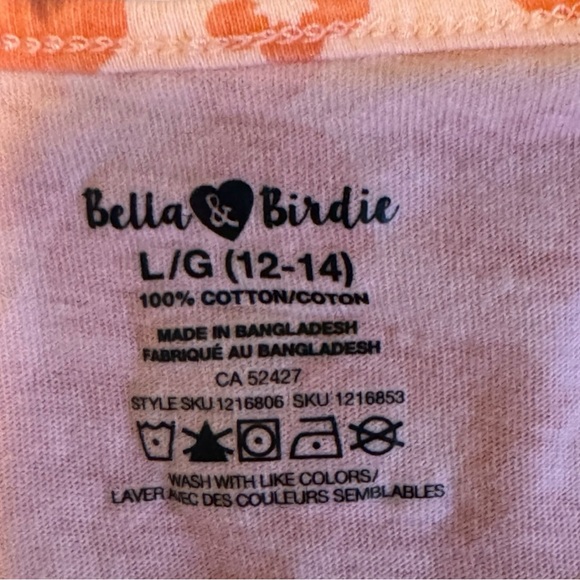 Bella & Birdie
L/G (12-14)
100% COTTON/COTON
MADE IN BANGLADESH
FABRIQUÉ AU BANGLADESH
CA 52427
STYLE SKU 1216806 SKU 1216853
WASH WITH LIKE COLORS/
LAVER AVEC DES COULEURS SEMBLABLES